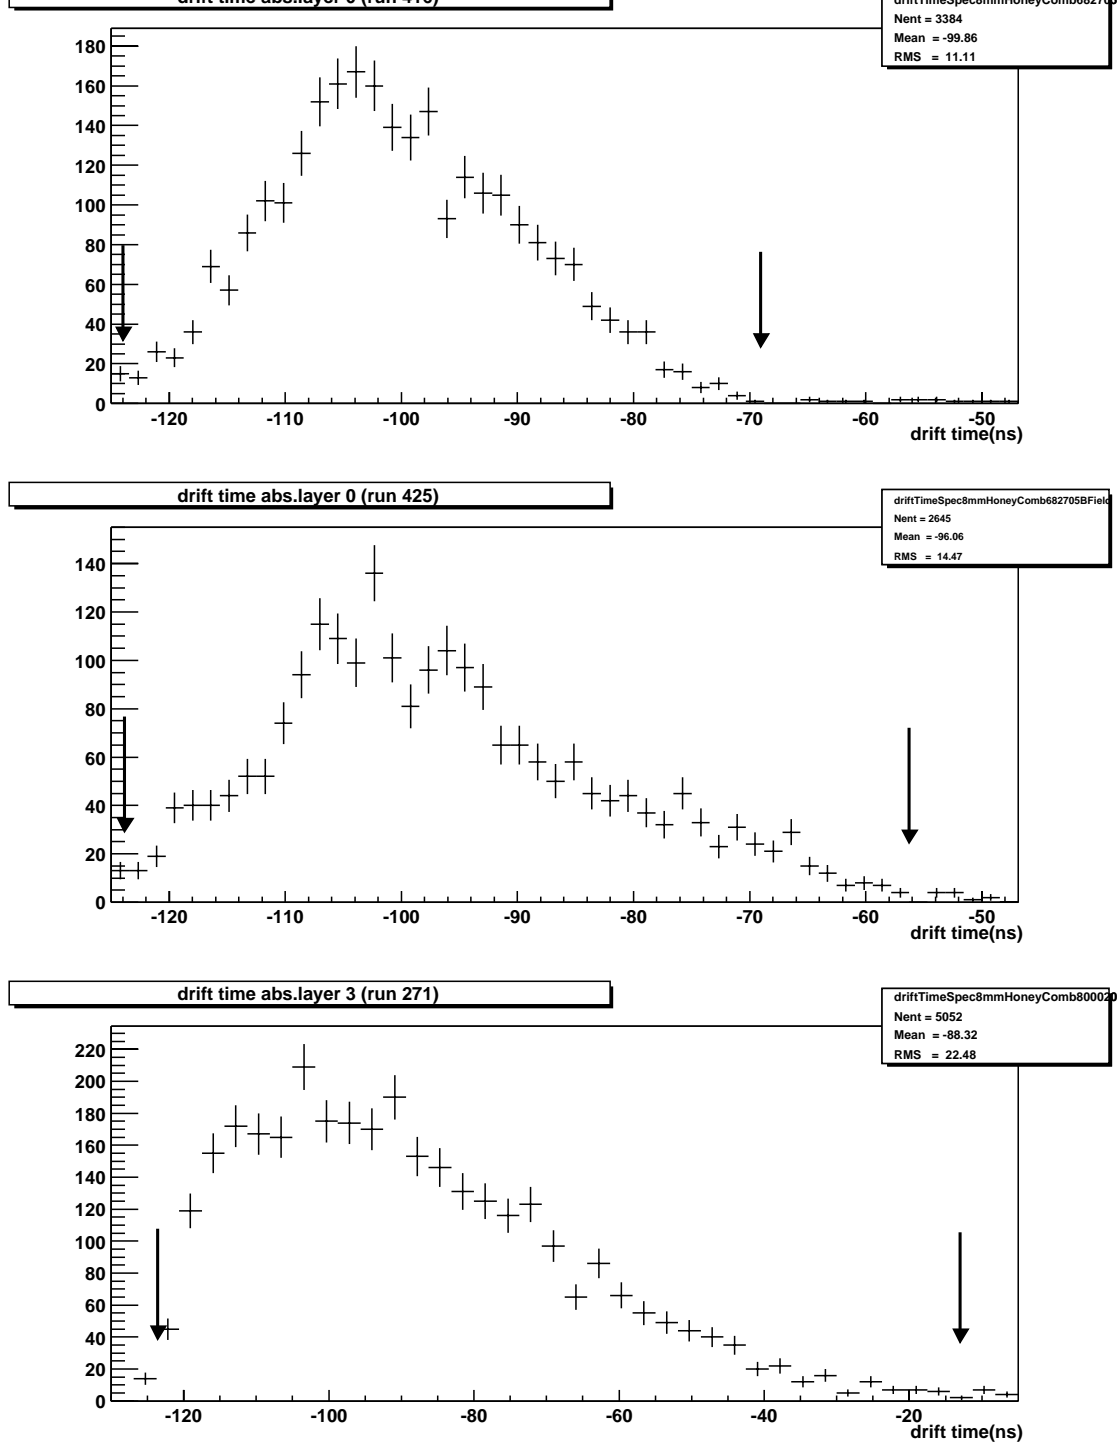 drift time abs.layer 0 (run 416)
driftTimeSpec8mmHoneyComb682705
Nent = 3384
Mean = -99.86
RMS = 11.11
180
160
140
120
100
80
60
40
20
0
-120 -110 -100 -90 -80 -70 -60 -50
drift time(ns)
drift time abs.layer 0 (run 425)
driftTimeSpec8mmHoneyComb682705BField
Nent = 2645
Mean = -96.06
RMS = 14.47
140
120
100
80
60
40
20
0
-120 -110 -100 -90 -80 -70 -60 -50
drift time(ns)
drift time abs.layer 3 (run 271)
driftTimeSpec8mmHoneyComb800020
Nent = 5052
Mean = -88.32
RMS = 22.48
220
200
180
160
140
120
100
80
60
40
20
0
-120 -100 -80 -60 -40 -20
drift time(ns)